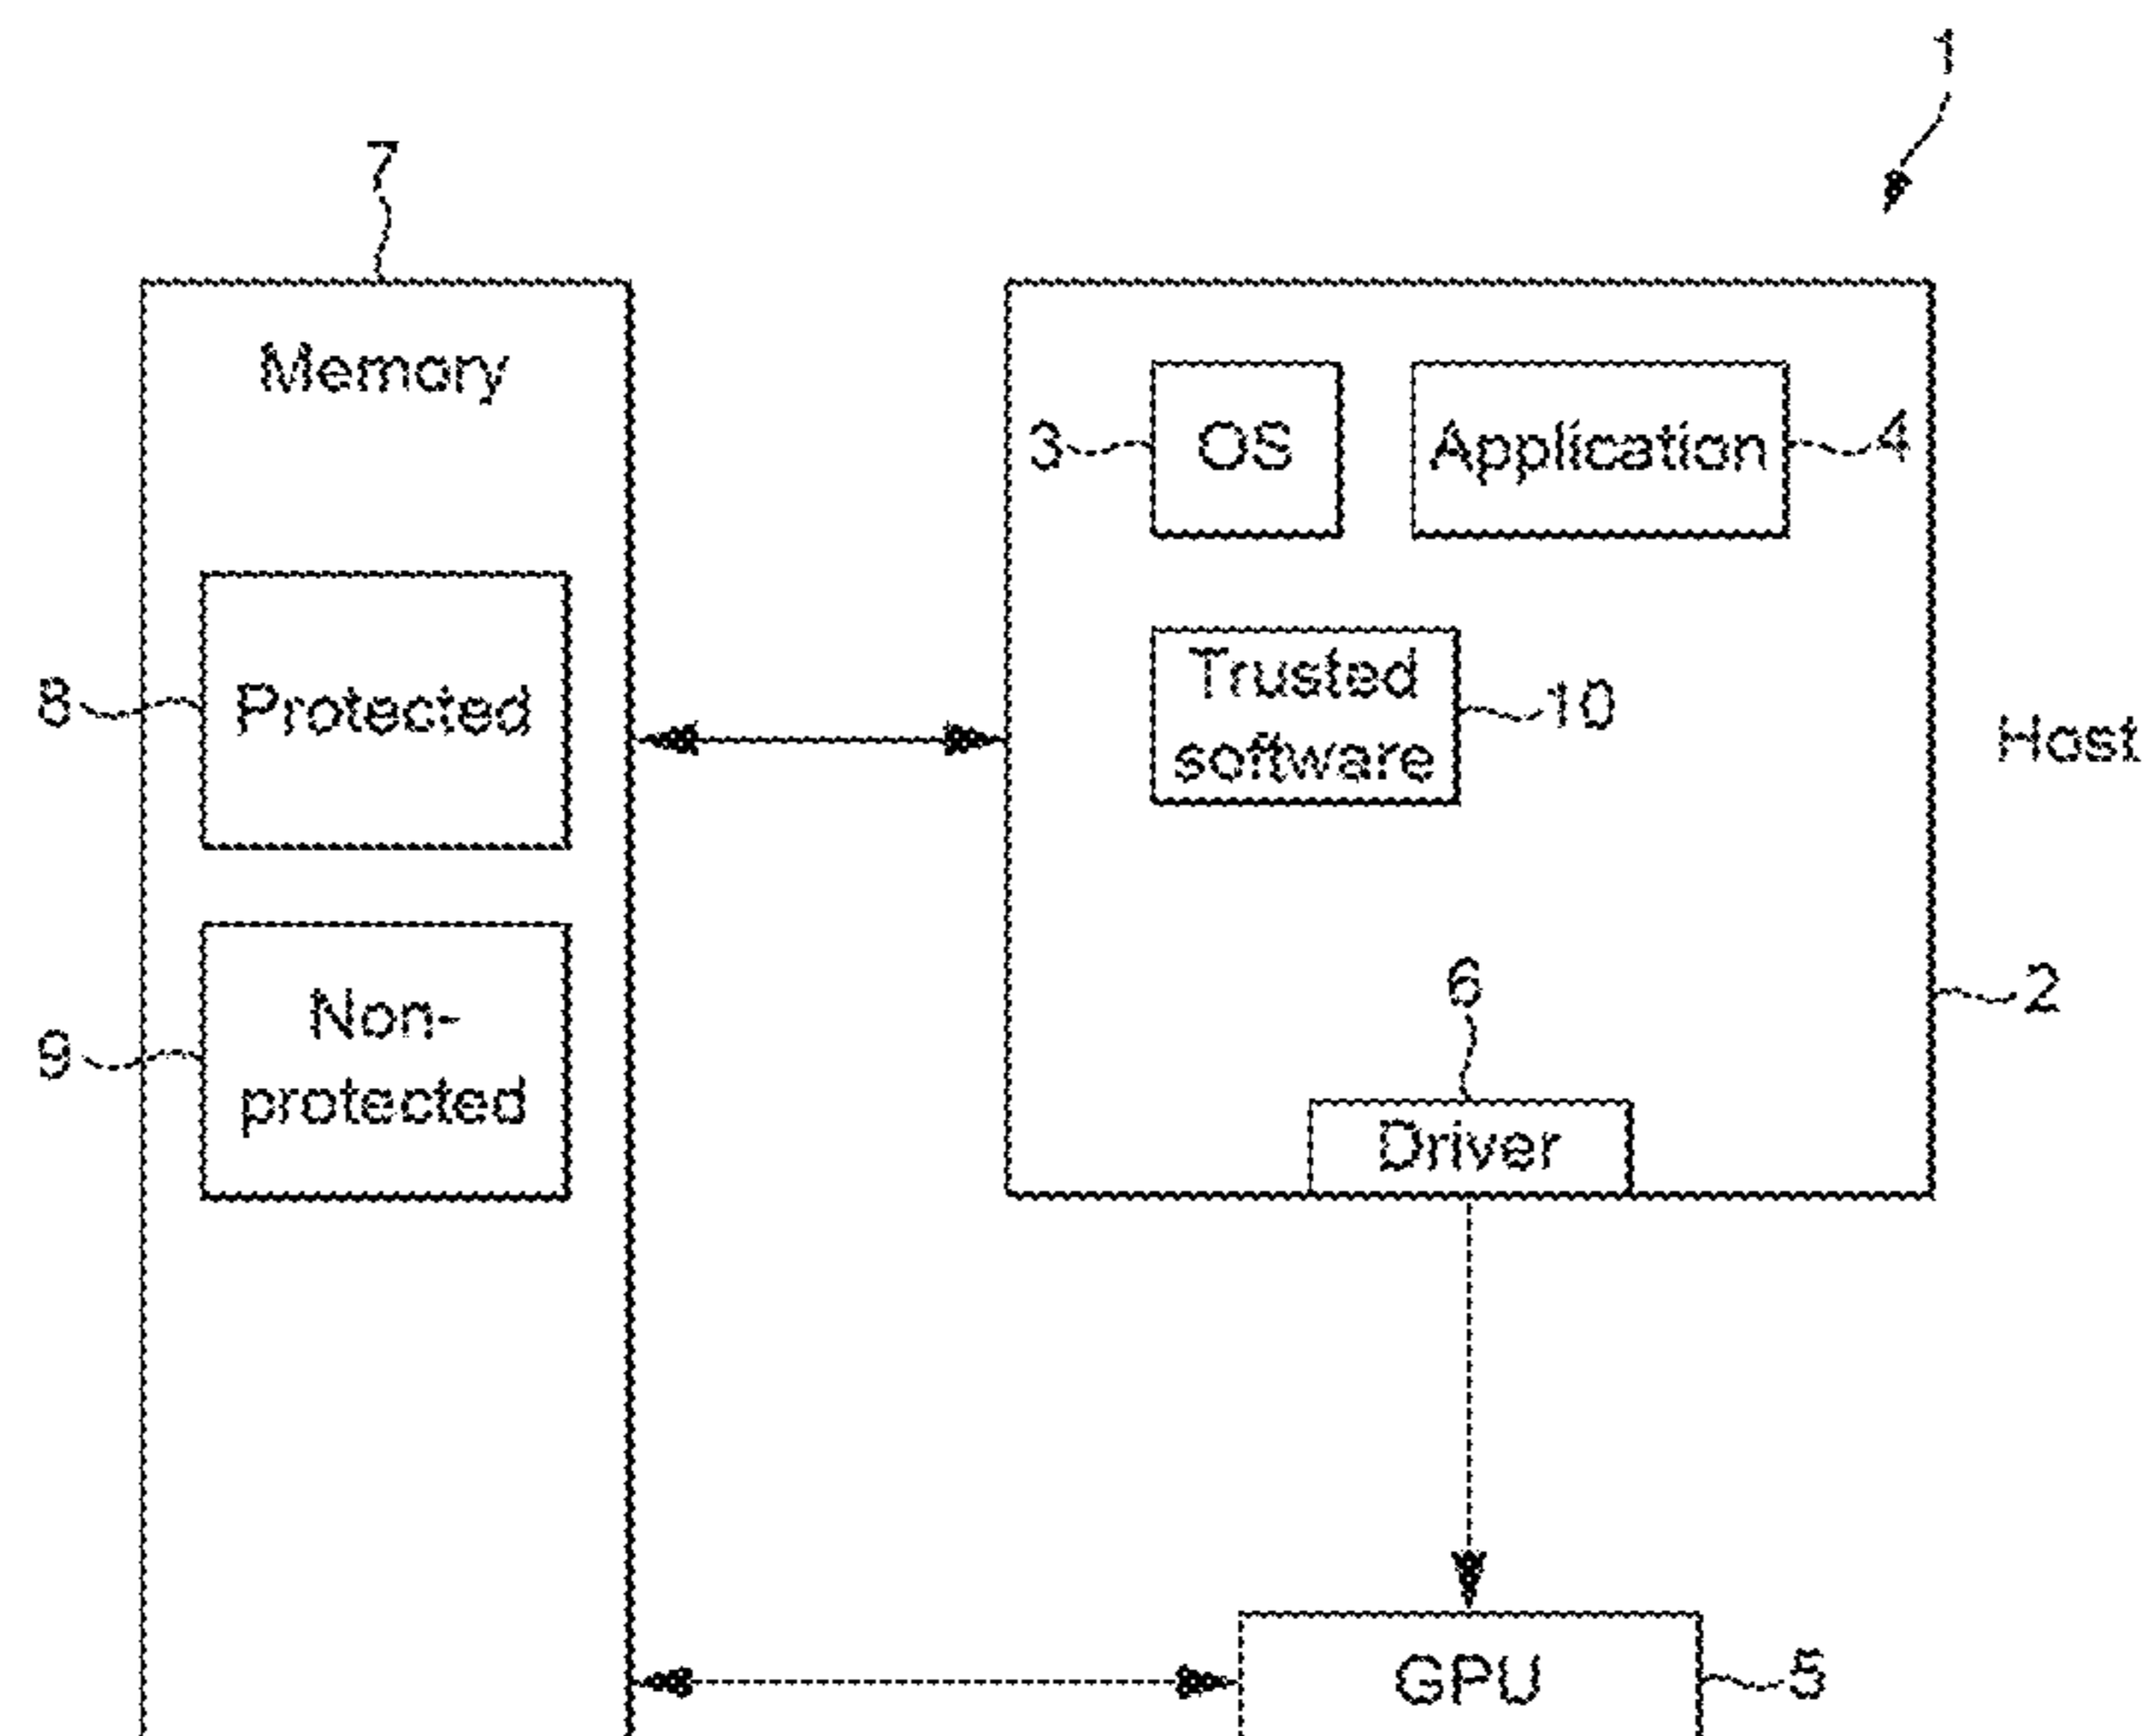 1
7
Memory
3
OS
Application
4
8
Protected
Trusted
software
10
Host
9
Non-
protected
6
2
Driver
GPU
5